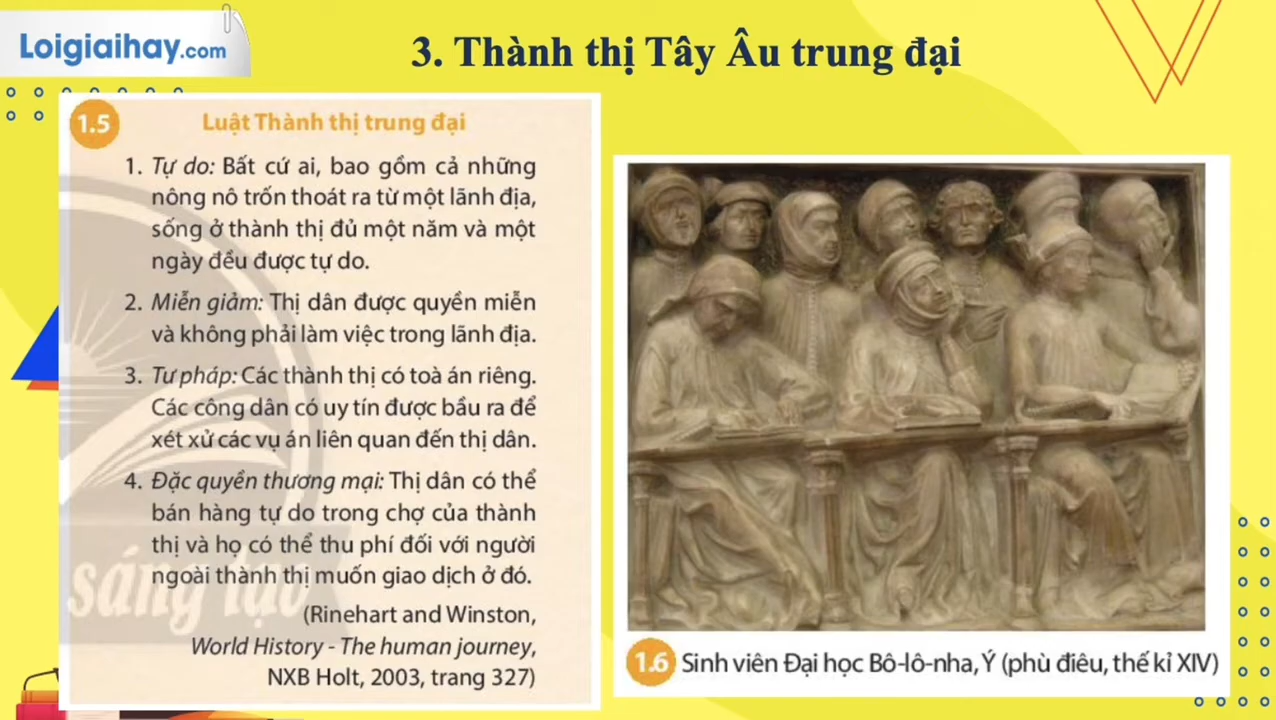 Loigiaihay.com
3. Thành thị Tây Âu trung đại
1.5 Luật Thành thị trung đại
1. Tự do: Bất cứ ai, bao gồm cả những
nông nô trốn thoát ra từ một lãnh địa,
sống ở thành thị đủ một năm và một
ngày đều được tự do.
2. Miễn giảm: Thị dân được quyền miễn
và không phải làm việc trong lãnh địa.
3. Tư pháp: Các thành thị có toà án riêng.
Các công dân có uy tín được bầu ra để
xét xử các vụ án liên quan đến thị dân.
4. Đặc quyền thương mại: Thị dân có thể
bán hàng tự do trong chợ của thành
thị và họ có thể thu phí đối với người
ngoài thành thị muốn giao dịch ở đó.
(Rinehart and Winston,
World History - The human journey,
NXB Holt, 2003, trang 327)
sáng tạo
1.6 Sinh viên Đại học Bô-lô-nha, Ý (phù điêu, thế kỉ XIV)